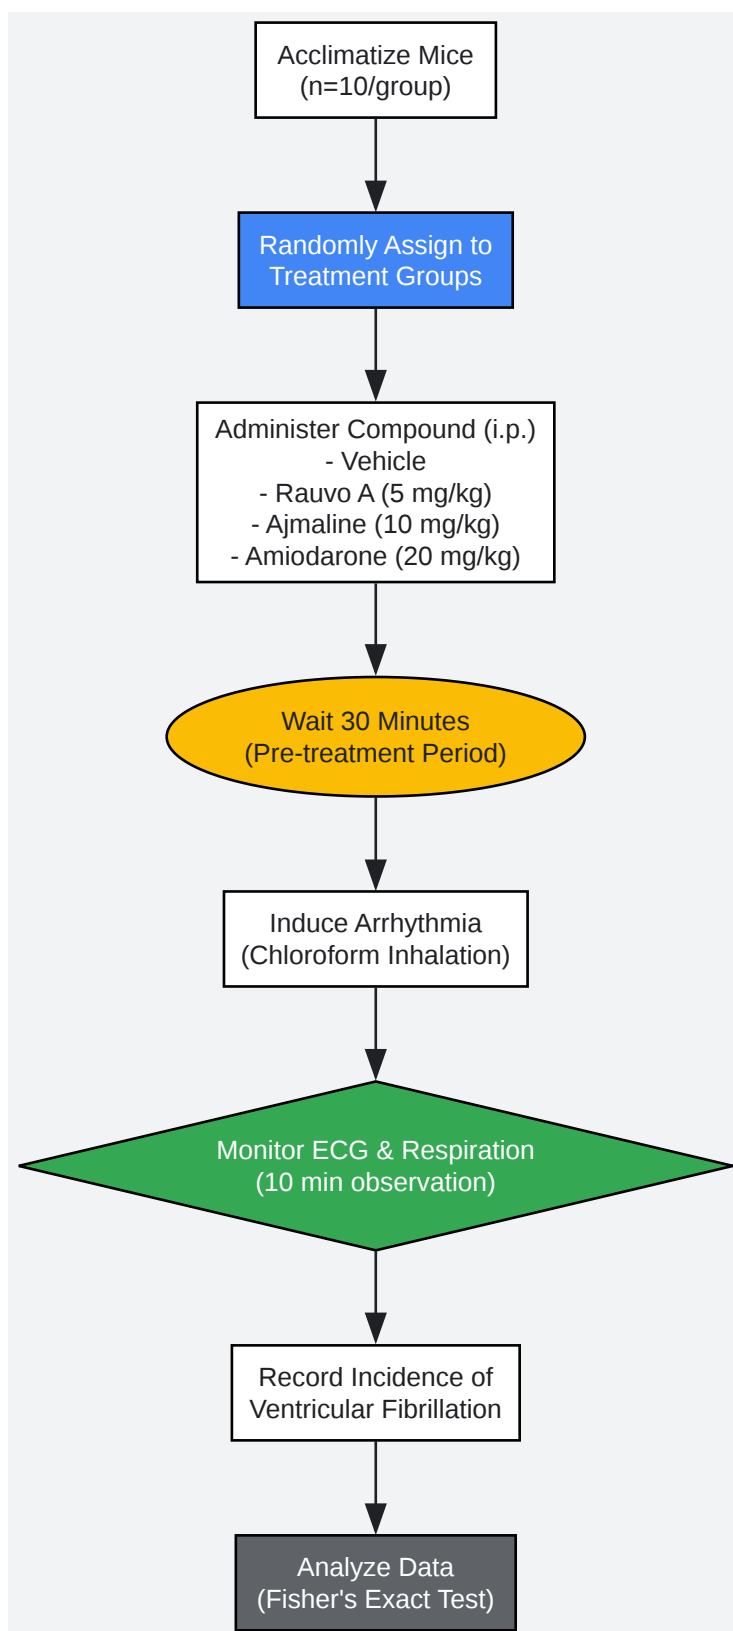 Acclimatize Mice
(n=10/group)
Randomly Assign to
Treatment Groups
Administer Compound (i.p.)
- Vehicle
- Rauvo A (5 mg/kg)
- Ajmaline (10 mg/kg)
- Amiodarone (20 mg/kg)
Wait 30 Minutes
(Pre-treatment Period)
Induce Arrhythmia
(Chloroform Inhalation)
Monitor ECG & Respiration
(10 min observation)
Record Incidence of
Ventricular Fibrillation
Analyze Data
(Fisher's Exact Test)